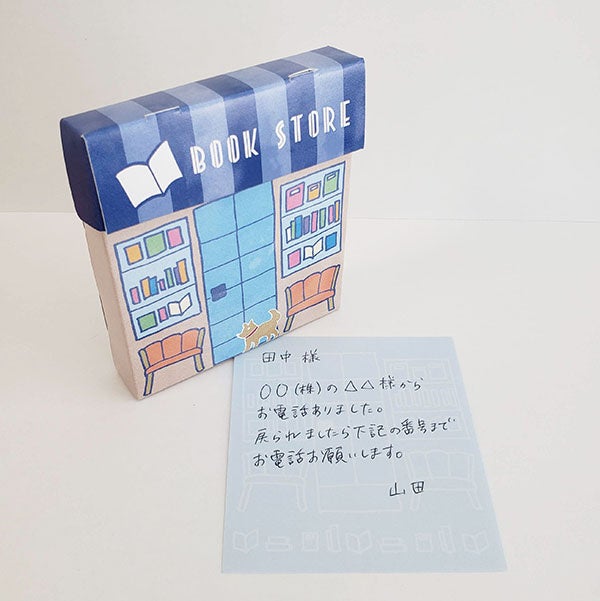 BOOK STORE
田中様
〇〇(株)の△△様から
お電話ありました。
戻られましたら下記の番号まで
お電話お願いします。
山田